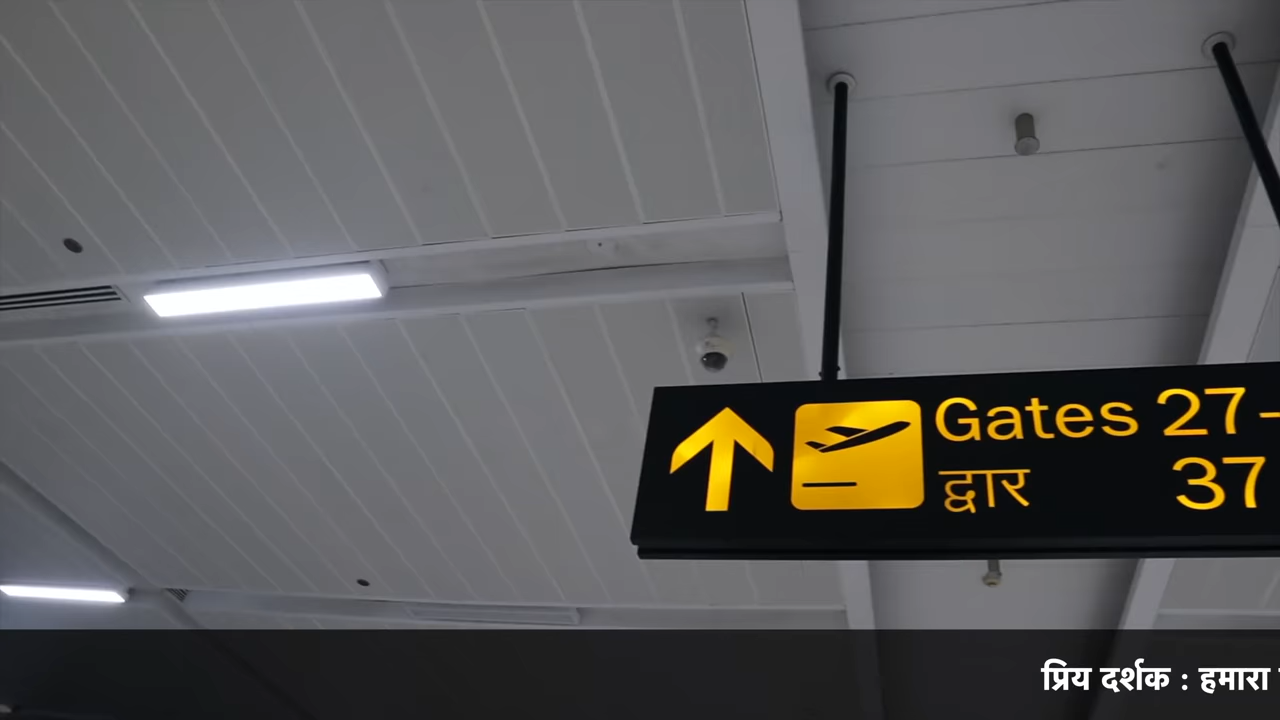 Gates 27-
द्वार 37
प्रिय दर्शक : हमारा